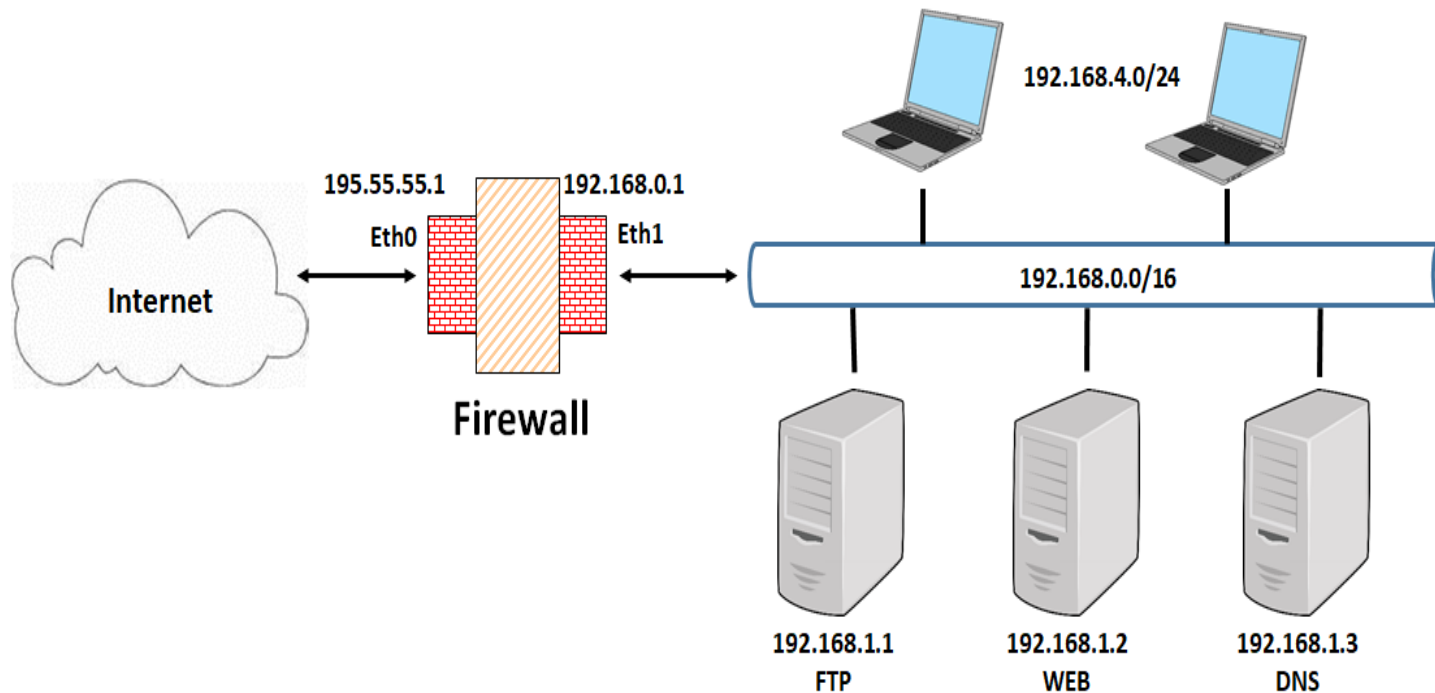 192.168.4.0/24
195.55.55.1
192.168.0.1
Eth0
Eth1
Internet
192.168.0.0/16
Firewall
192.168.1.1
FTP
192.168.1.2
WEB
192.168.1.3
DNS